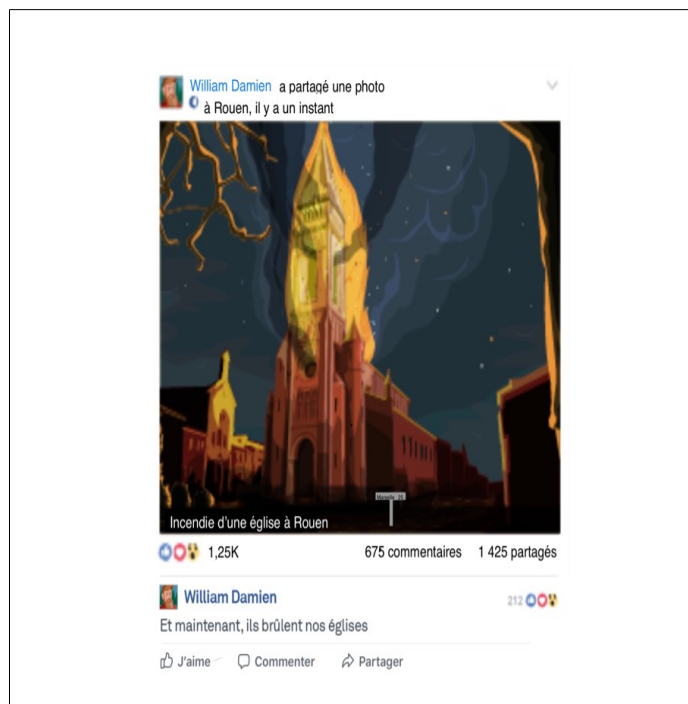 William Damien a partagé une photo
à Rouen, il y a un instant
Incendie d'une église à Rouen
1,25K 675 commentaires 1 425 partagés
William Damien 212
Et maintenant, ils brûlent nos églises
J'aime Commenter Partager